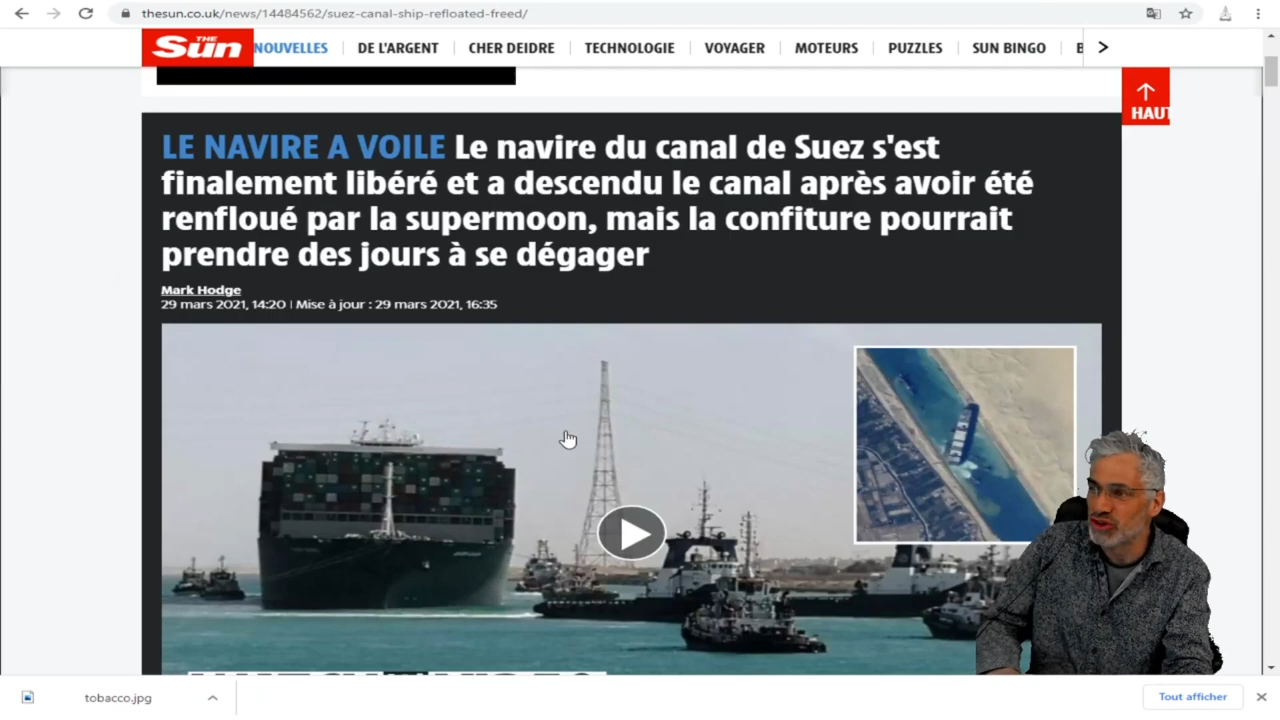 thesun.co.uk/news/14484562/suez-canal-ship-refloated-freed/
THE Sun NOUVELLES DE L'ARGENT CHER DEIDRE TECHNOLOGIE VOYAGER MOTEURS PUZZLES SUN BINGO
HAUT
LE NAVIRE A VOILE Le navire du canal de Suez s'est
finalement libéré et a descendu le canal après avoir été
renfloué par la supermoon, mais la confiture pourrait
prendre des jours à se dégager
Mark Hodge
29 mars 2021, 14:20 | Mise à jour : 29 mars 2021, 16:35
tobacco.jpg
Tout afficher